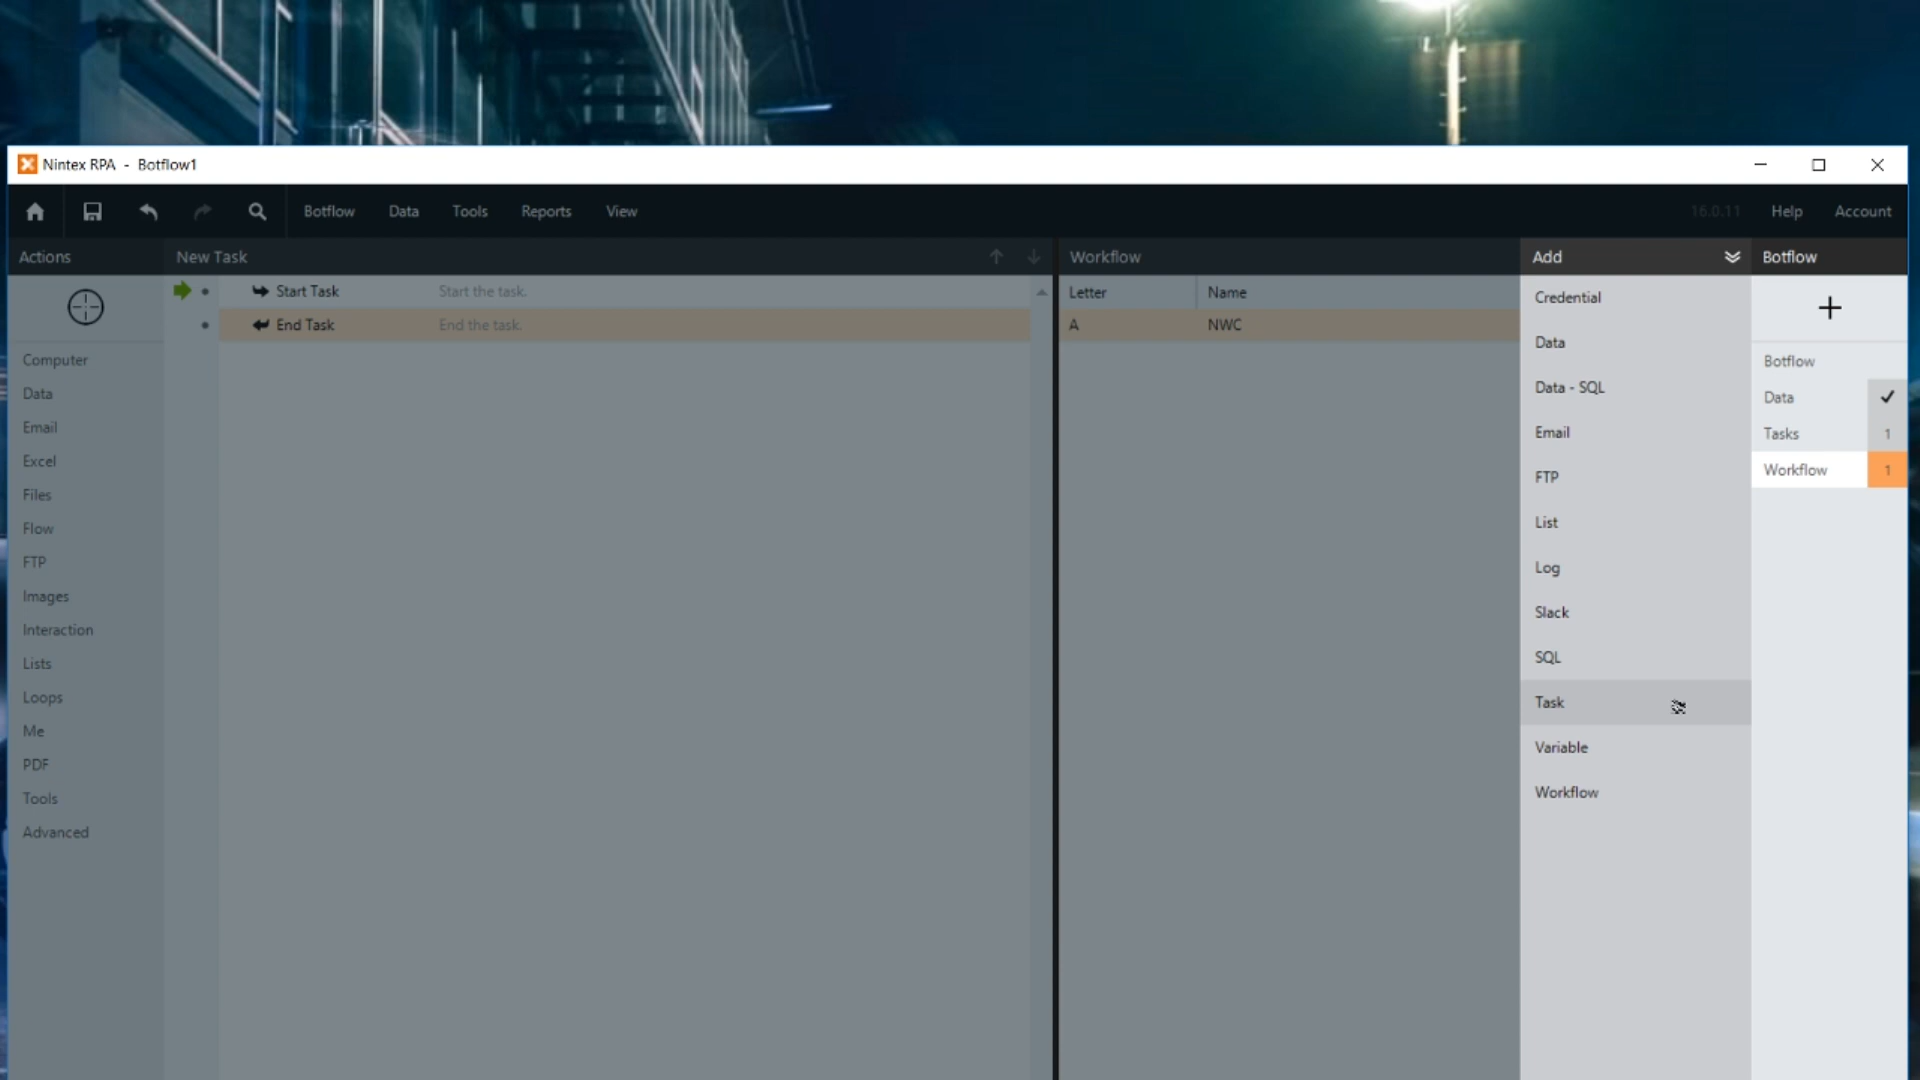 Nintex RPA - Botflow1
Botflow Data Tools Reports View 16.0.11 Help Account
Actions
New Task
Workflow
Add
Botflow
Start Task Start the task.
End Task End the task.
Letter Name
A NWC
Computer
Data
Email
Excel
Files
Flow
FTP
Images
Interaction
Lists
Loops
Me
PDF
Tools
Advanced
Credential
Data
Data - SQL
Email
FTP
List
Log
Slack
SQL
Task
Variable
Workflow
Botflow
Data
Tasks 1
Workflow 1